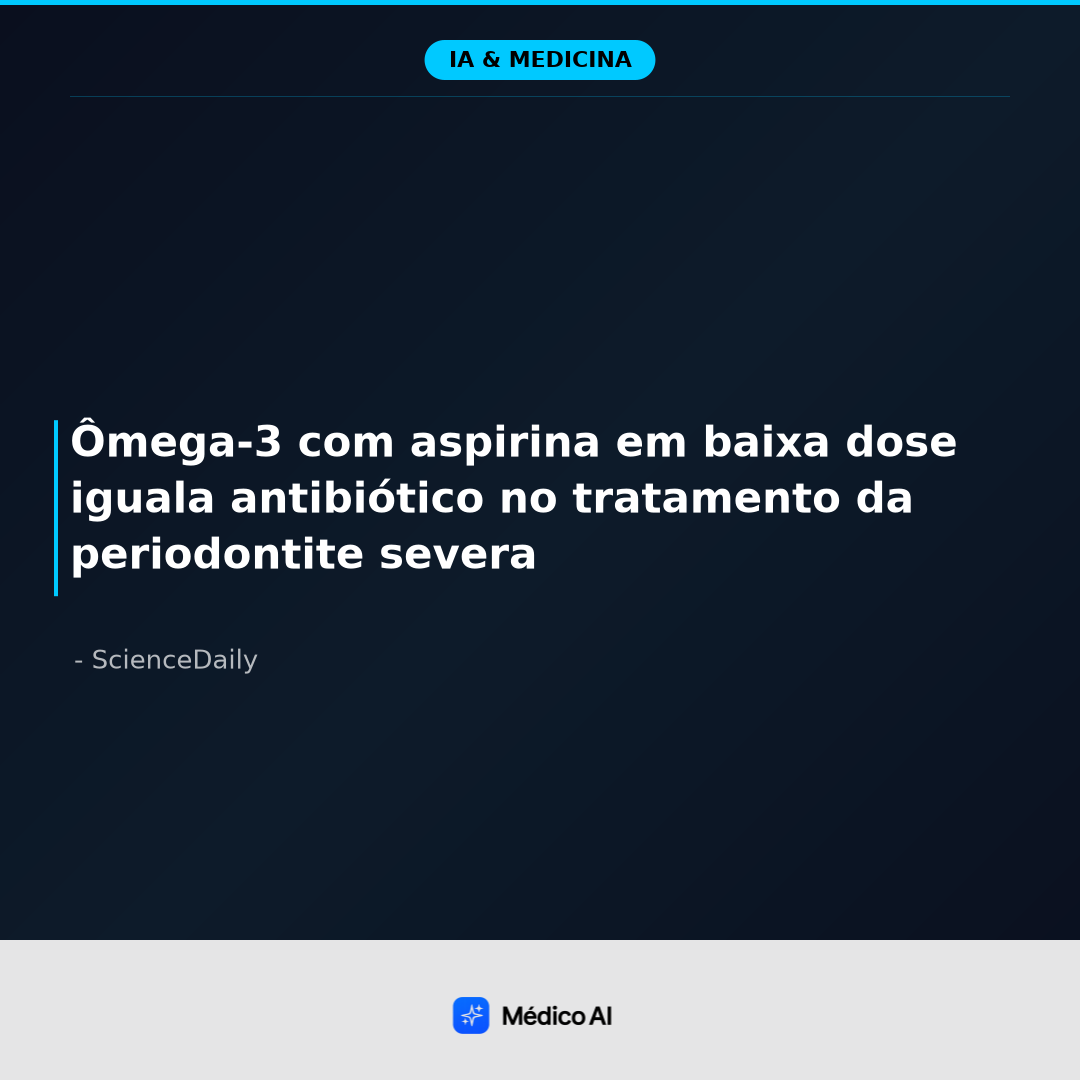 IA & MEDICINA
Ômega-3 com aspirina em baixa dose
iguala antibiótico no tratamento da
periodontite severa
- ScienceDaily
Médico AI